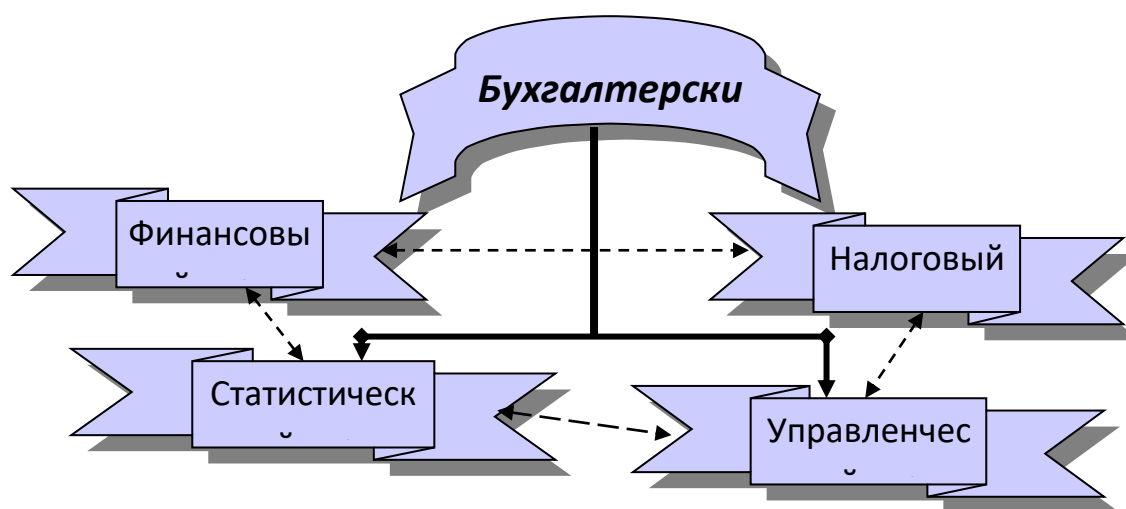 Бухгалтерски
Финансовы
Налоговый
Статистическ
Управленчес